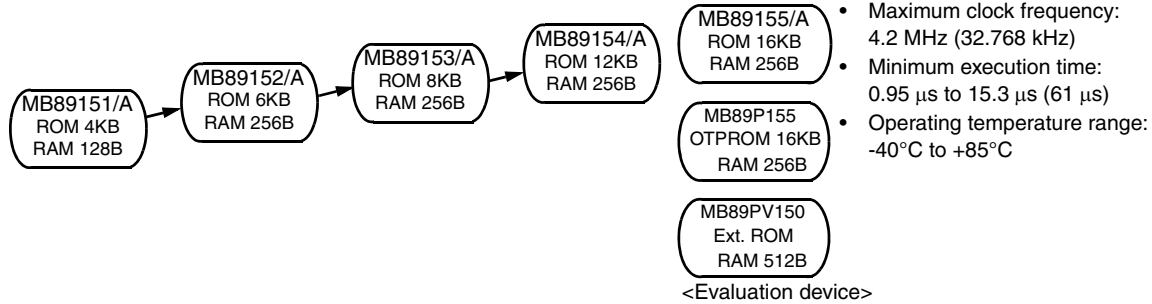 MB89151/A
ROM 4KB
RAM 128B
MB89152/A
ROM 6KB
RAM 256B
MB89153/A
ROM 8KB
RAM 256B
MB89154/A
ROM 12KB
RAM 256B
MB89155/A
ROM 16KB
RAM 256B
MB89P155
OTPROM 16KB
RAM 256B
MB89PV150
Ext. ROM
RAM 512B
<Evaluation device>
• Maximum clock frequency:
4.2 MHz (32.768 kHz)
• Minimum execution time:
0.95 μs to 15.3 μs (61 μs)
• Operating temperature range:
-40°C to +85°C